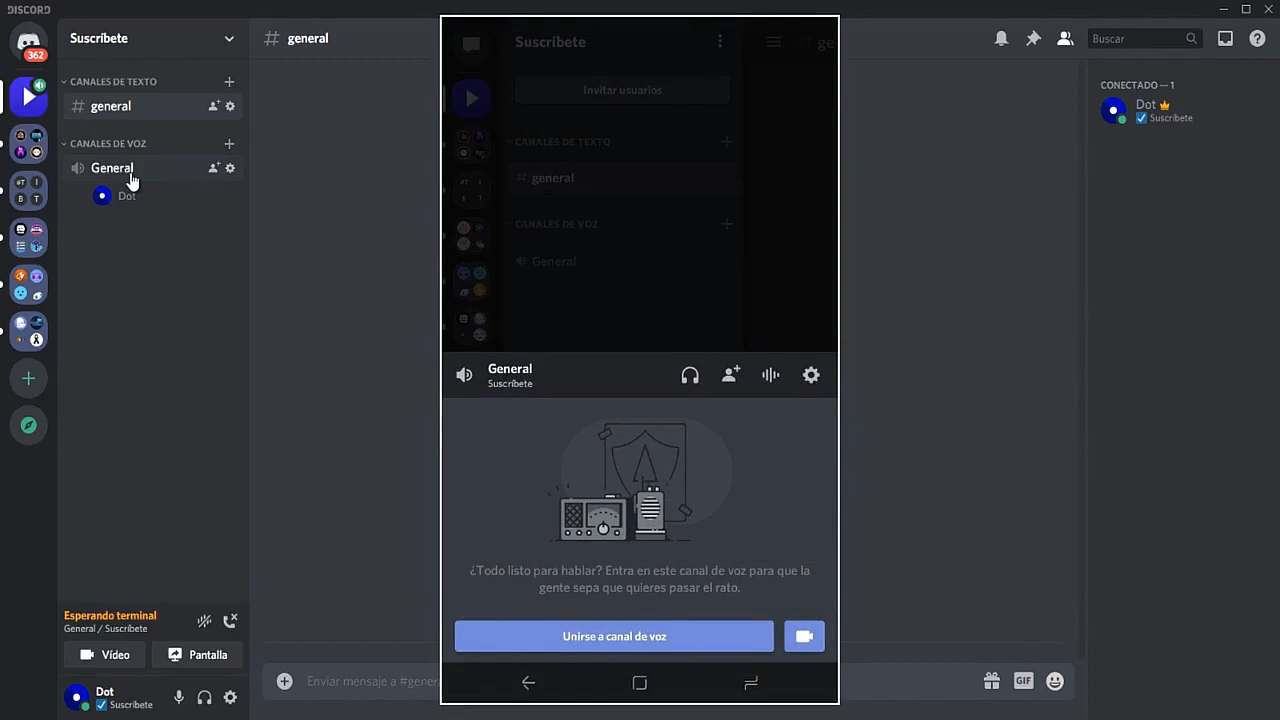 DISCORD
362
Suscríbete
CANALES DE TEXTO
general
CANALES DE VOZ
General
Dot
Esperando terminal
General / Suscríbete
Vídeo
Pantalla
Dot
Suscríbete
# general
Enviar mensaje a #gener
Suscríbete
# ge
Invitar usuarios
CANALES DE TEXTO
# general
CANALES DE VOZ
General
General
Suscríbete
¿Todo listo para hablar? Entra en este canal de voz para que la
gente sepa que quieres pasar el rato.
Unirse a canal de voz
GIF
Buscar
CONECTADO — 1
Dot
Suscríbete